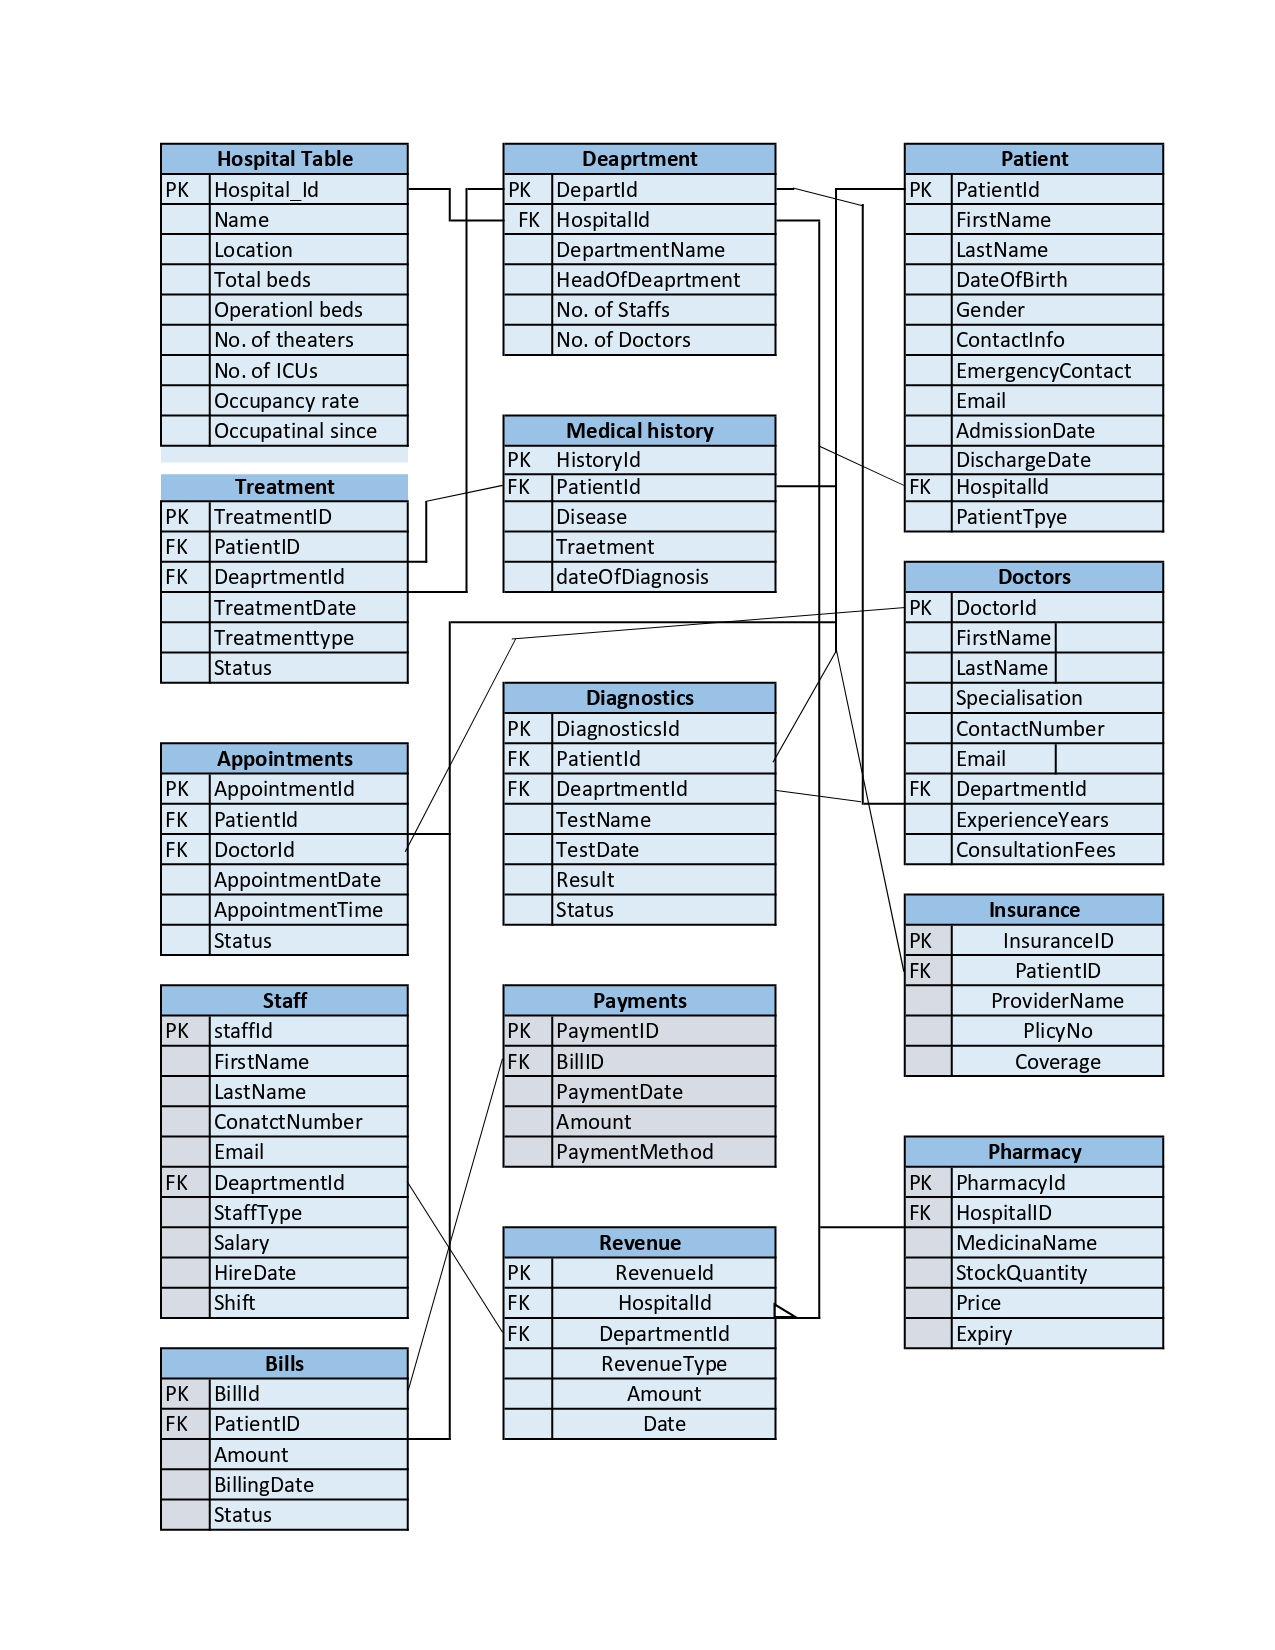 Hospital Table
PK Hospital_Id
Name
Location
Total beds
Operationl beds
No. of theaters
No. of ICUs
Occupancy rate
Occupatinal since
Treatment
PK TreatmentID
FK PatientID
FK DeaprtmentId
TreatmentDate
Treatmenttype
Status
Appointments
PK AppointmentId
FK PatientId
FK DoctorId
AppointmentDate
AppointmentTime
Status
Staff
PK staffId
FirstName
LastName
ConatctNumber
Email
FK DeaprtmentId
StaffType
Salary
HireDate
Shift
Bills
PK BillId
FK PatientID
Amount
BillingDate
Status
Deaprtment
PK DepartId
FK HospitalId
DepartmentName
HeadOfDeaprtment
No. of Staffs
No. of Doctors
Medical history
PK HistoryId
FK PatientId
Disease
Traetment
dateOfDiagnosis
Diagnostics
PK DiagnosticsId
FK PatientId
FK DeaprtmentId
TestName
TestDate
Result
Status
Payments
PK PaymentID
FK BillID
PaymentDate
Amount
PaymentMethod
Revenue
PK RevenueId
FK HospitalId
FK DepartmentId
RevenueType
Amount
Date
Patient
PK PatientId
FirstName
LastName
DateOfBirth
Gender
ContactInfo
EmergencyContact
Email
AdmissionDate
DischargeDate
FK HospitalId
PatientTpye
Doctors
PK DoctorId
FirstName
LastName
Specialisation
ContactNumber
Email
FK DepartmentId
ExperienceYears
ConsultationFees
Insurance
PK InsuranceID
FK PatientID
ProviderName
PlicyNo
Coverage
Pharmacy
PK PharmacyId
FK HospitalID
MedicinaName
StockQuantity
Price
Expiry